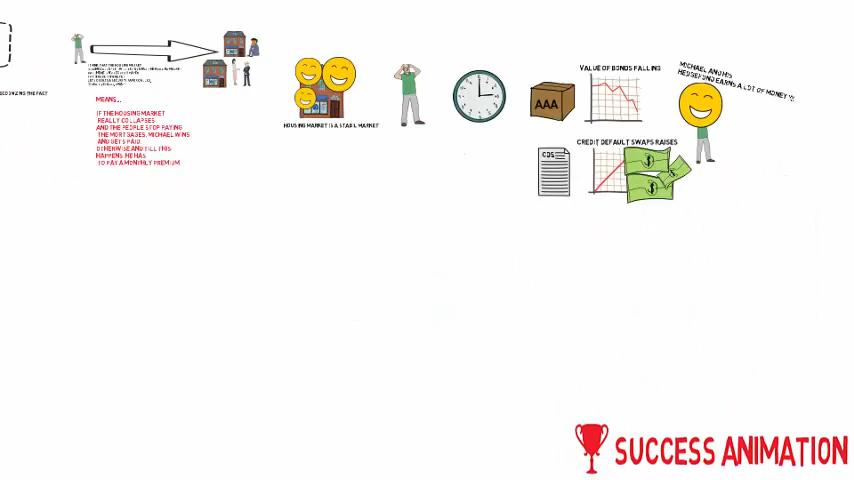 MEANS...
IF THE HOUSING MARKET
REALLY COLLAPSES
AND THE PEOPLE STOP PAYING
THE MORTGAGES, MICHAEL WINS
AND GETS PAID.
OTHERWISE AND TILL THIS
HAPPENS HE HAS
TO PAY A MONTHLY PREMIUM
HOUSING MARKET IS A STABIL MARKET
AAA
VALUE OF BONDS FALLING
MICHAEL AND HIS
HEDGEFOND EARNS A LOT OF MONEY !!!
CREDIT DEFAULT SWAPS RAISES
CDS
SUCCESS ANIMATION